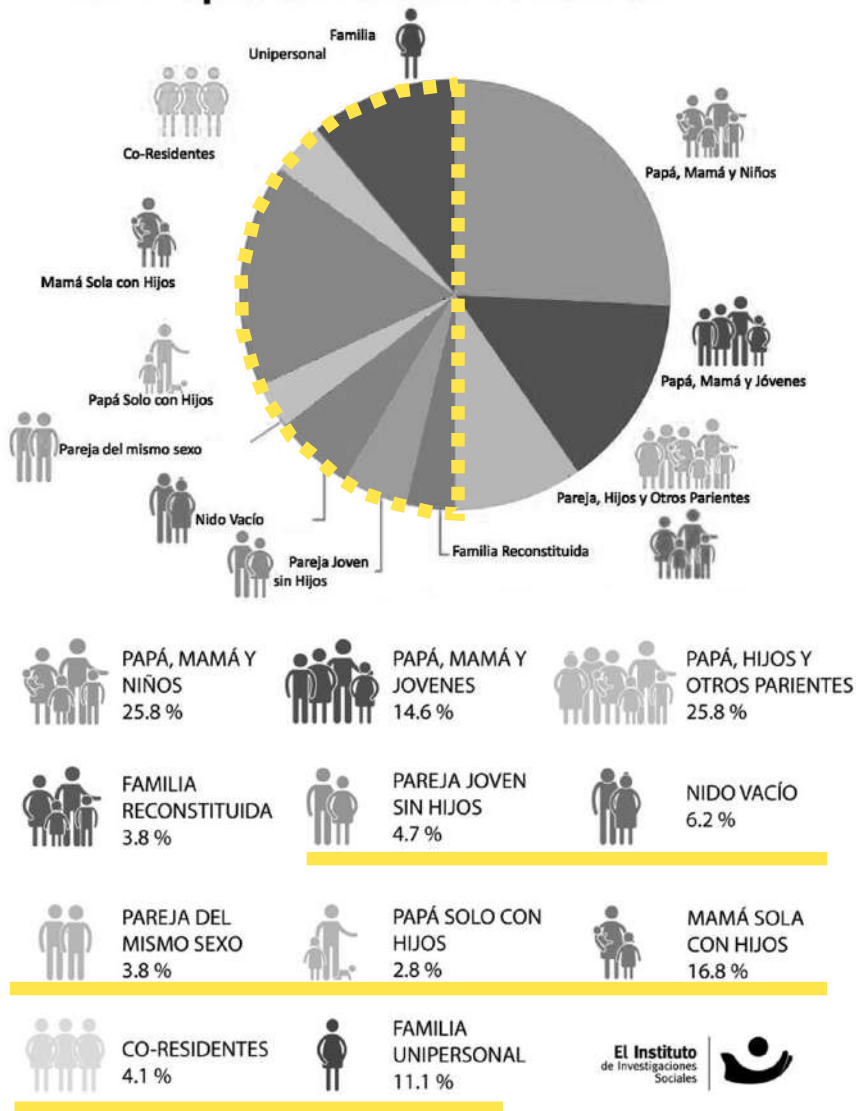 Familia
Unipersonal
Co-Residentes
Papá, Mamá y Niños
Mamá Sola con Hijos
Papá, Mamá y Jóvenes
Papá Solo con Hijos
Pareja del mismo sexo
Pareja, Hijos y Otros Parientes
Nido Vacío
Pareja Joven
sin Hijos
Familia Reconstituida
PAPÁ, MAMÁ Y
NIÑOS
25.8 %
PAPÁ, MAMÁ Y
JOVENES
14.6 %
PAPÁ, HIJOS Y
OTROS PARIENTES
25.8 %
FAMILIA
RECONSTITUIDA
3.8 %
PAREJA JOVEN
SIN HIJOS
4.7 %
NIDO VACÍO
6.2 %
PAREJA DEL
MISMO SEXO
3.8 %
PAPÁ SOLO CON
HIJOS
2.8 %
MAMÁ SOLA
CON HIJOS
16.8 %
CO-RESIDENTES
4.1 %
FAMILIA
UNIPERSONAL
11.1 %
El Instituto
de Investigaciones
Sociales